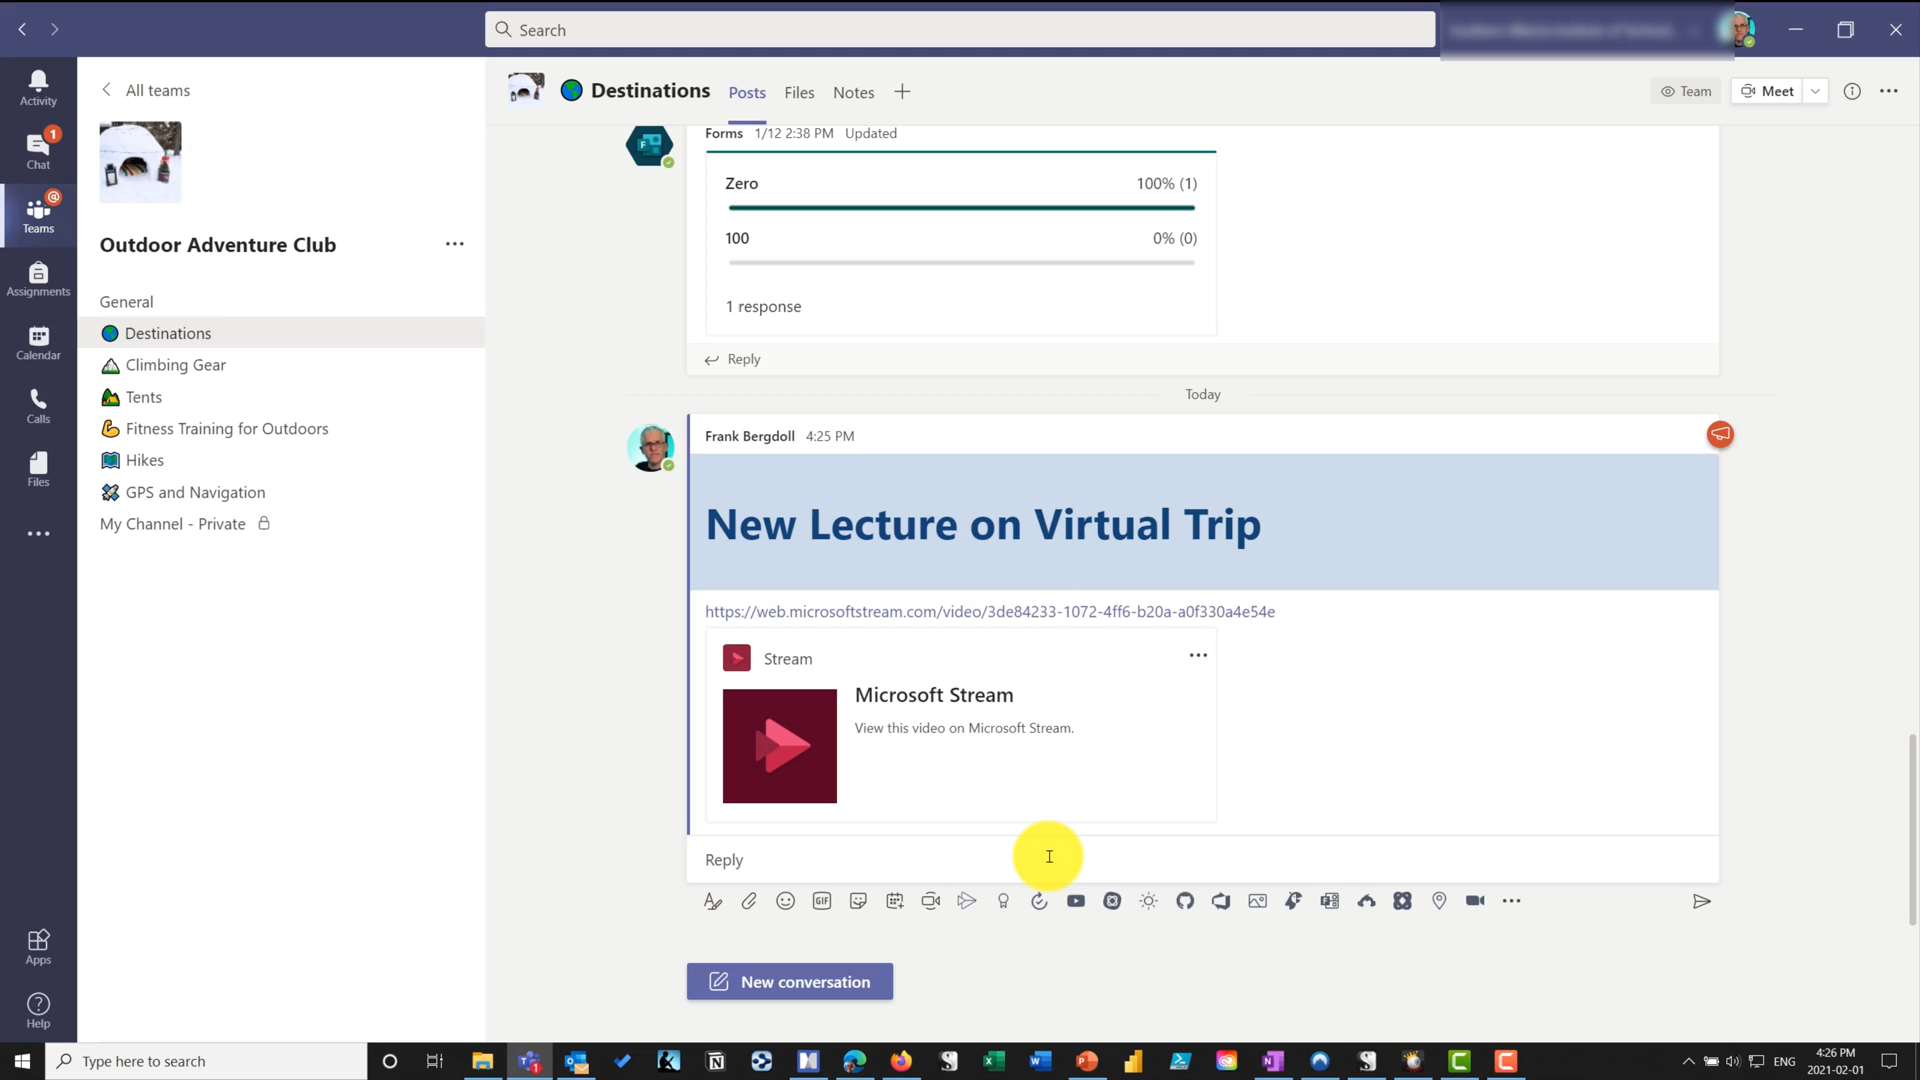 Search
Activity
1
Chat
@
Teams
Assignments
Calendar
Calls
Files
Apps
Help
All teams
Outdoor Adventure Club
General
Destinations
Climbing Gear
Tents
Fitness Training for Outdoors
Hikes
GPS and Navigation
My Channel - Private
Destinations Posts Files Notes
Team Meet
Forms 1/12 2:38 PM Updated
Zero 100% (1)
100 0% (0)
1 response
Reply
Today
Frank Bergdoll 4:25 PM
New Lecture on Virtual Trip
https://web.microsoftstream.com/video/3de84233-1072-4ff6-b20a-a0f330a4e54e
Stream
Microsoft Stream
View this video on Microsoft Stream.
Reply
GIF
New conversation
Type here to search
ENG
4:26 PM
2021-02-01